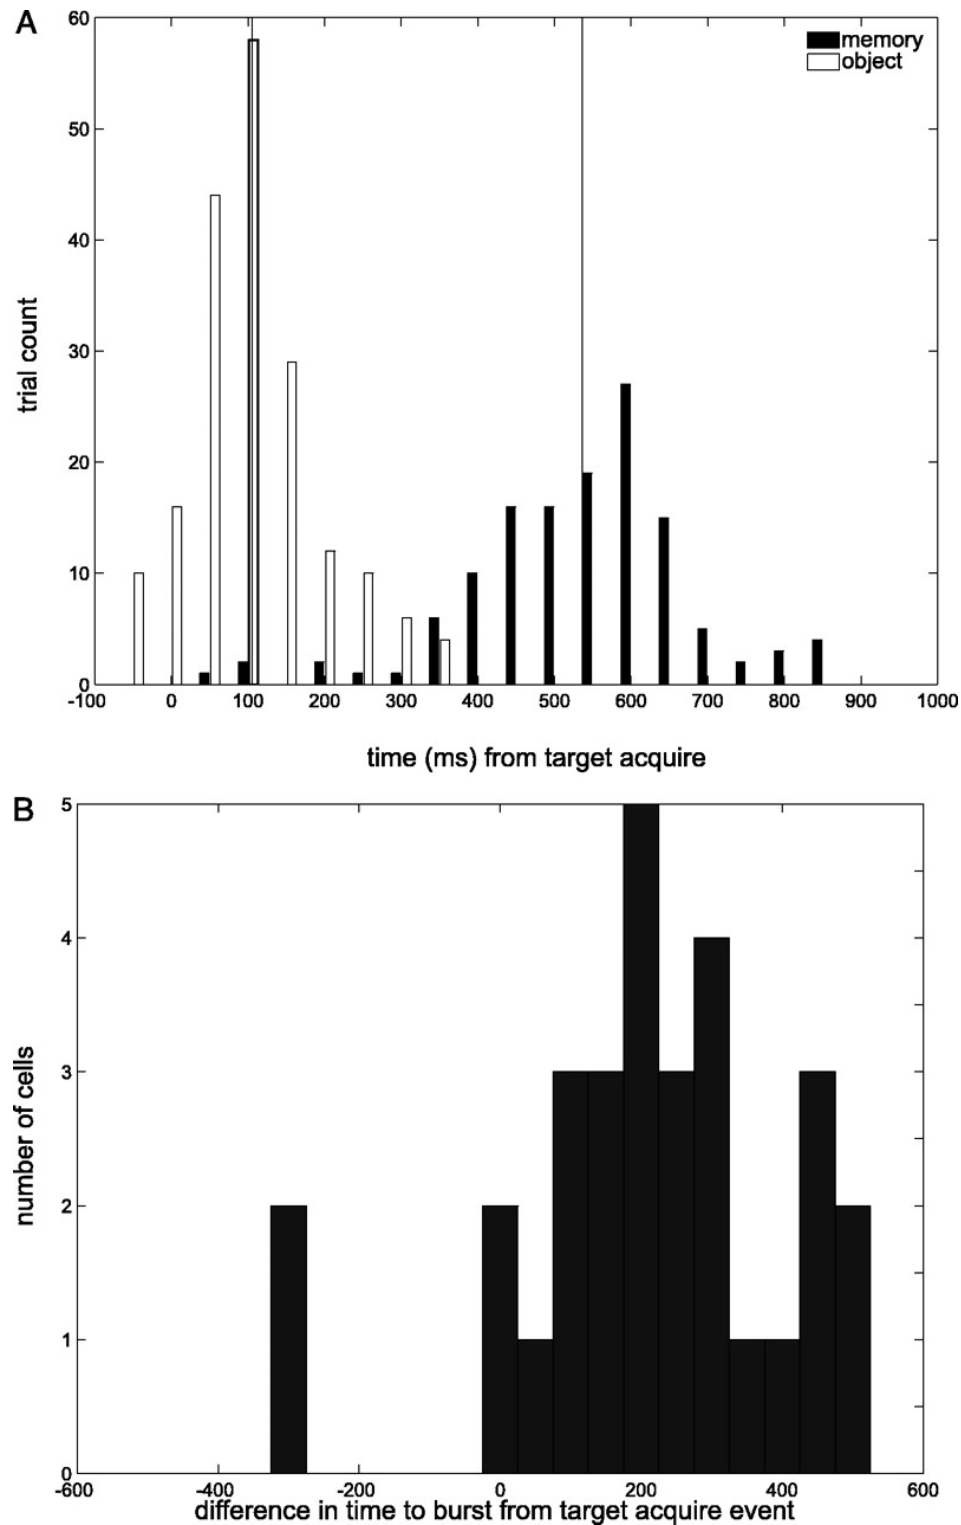 A
60
50
40
30
20
10
0
trial count
memory
object
-100 0 100 200 300 400 500 600 700 800 900 1000
time (ms) from target acquire
B
5
4
3
2
1
0
number of cells
-600 -400 -200 0 200 400 600
difference in time to burst from target acquire event